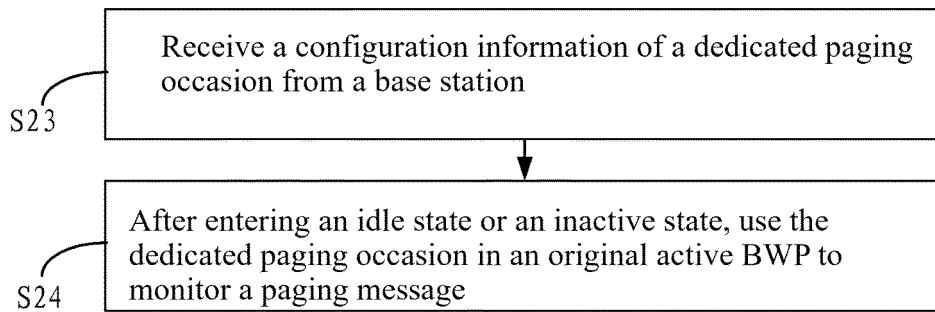 Receive a configuration information of a dedicated paging
occasion from a base station
S23
After entering an idle state or an inactive state, use the
dedicated paging occasion in an original active BWP to
monitor a paging message
S24